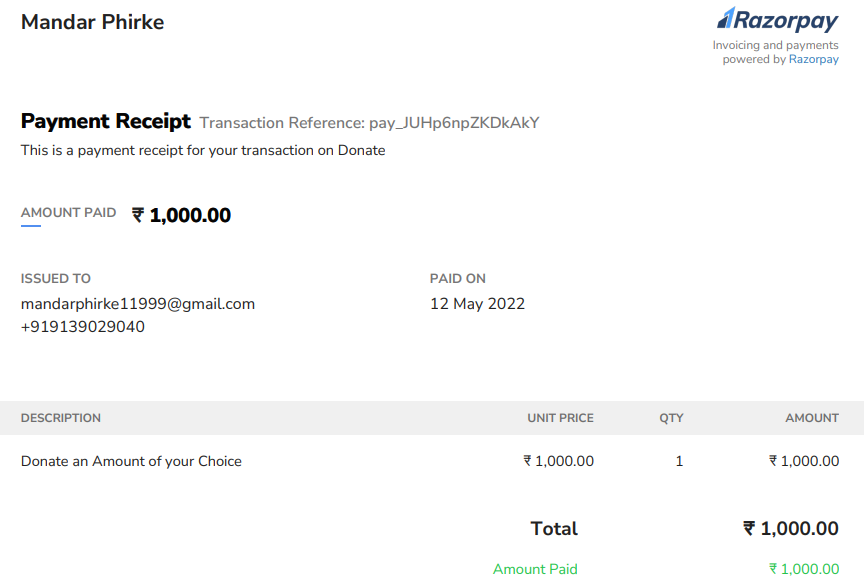 Mandar Phirke
Razorpay
Invoicing and payments
powered by Razorpay
Payment Receipt Transaction Reference: pay_JUHp6npZKDkAkY
This is a payment receipt for your transaction on Donate
AMOUNT PAID ₹ 1,000.00
ISSUED TO PAID ON
mandarphirke11999@gmail.com 12 May 2022
+919139029040
DESCRIPTION UNIT PRICE QTY AMOUNT
Donate an Amount of your Choice ₹ 1,000.00 1 ₹ 1,000.00
Total ₹ 1,000.00
Amount Paid ₹ 1,000.00